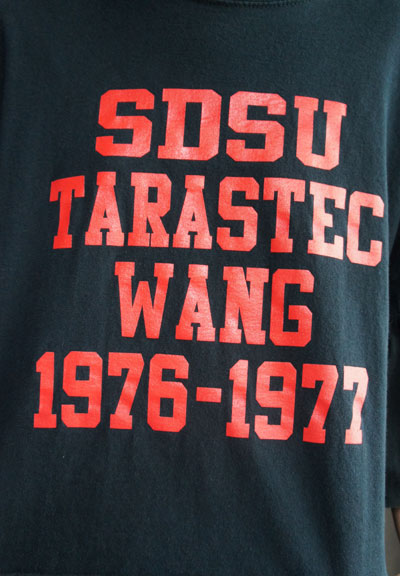 SDSU
TARASTEC
WANG
1976-1977